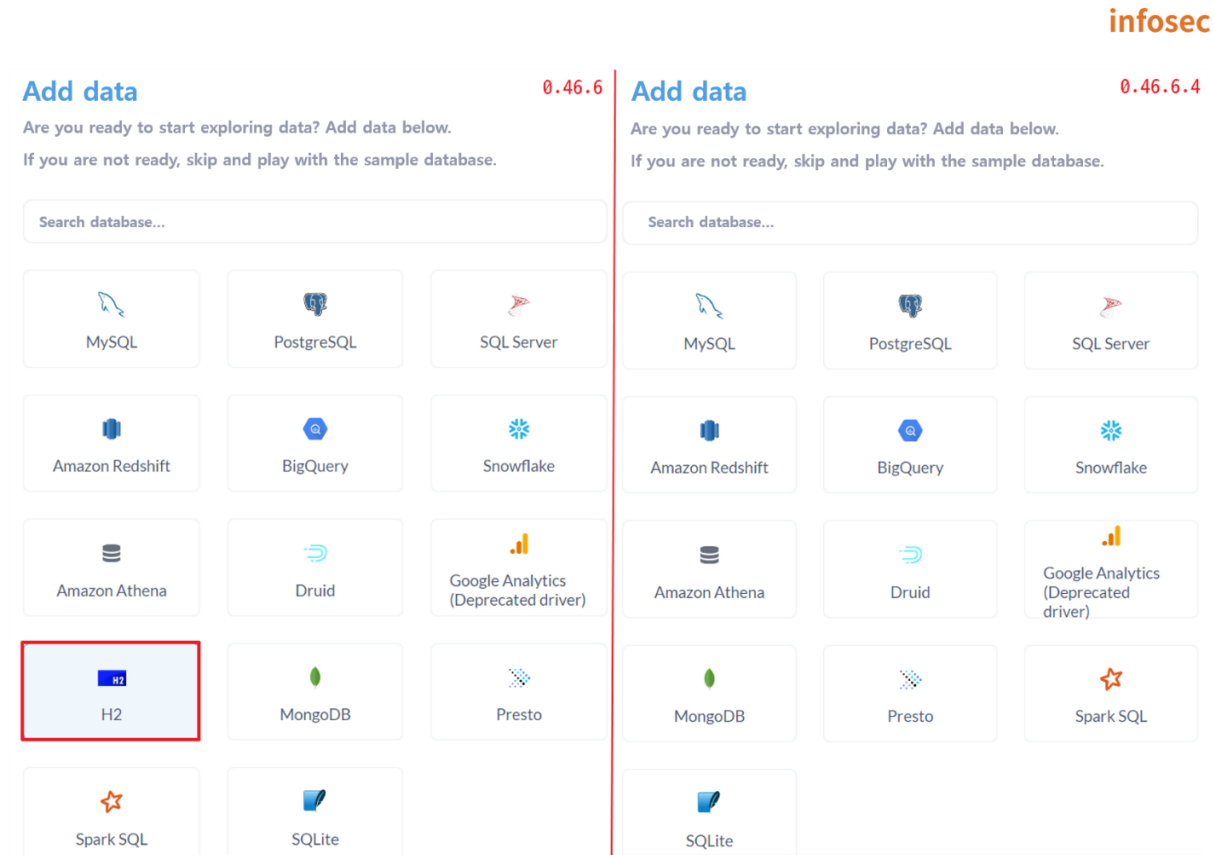 infosec
Add data
0.46.6
Are you ready to start exploring data? Add data below.
If you are not ready, skip and play with the sample database.
Search database...
MySQL
PostgreSQL
SQL Server
Amazon Redshift
BigQuery
Snowflake
Amazon Athena
Druid
Google Analytics
(Deprecated driver)
H2
H2
MongoDB
Presto
Spark SQL
SQLite
Add data
0.46.6.4
Are you ready to start exploring data? Add data below.
If you are not ready, skip and play with the sample database.
Search database...
MySQL
PostgreSQL
SQL Server
Amazon Redshift
BigQuery
Snowflake
Amazon Athena
Druid
Google Analytics
(Deprecated
driver)
MongoDB
Presto
Spark SQL
SQLite